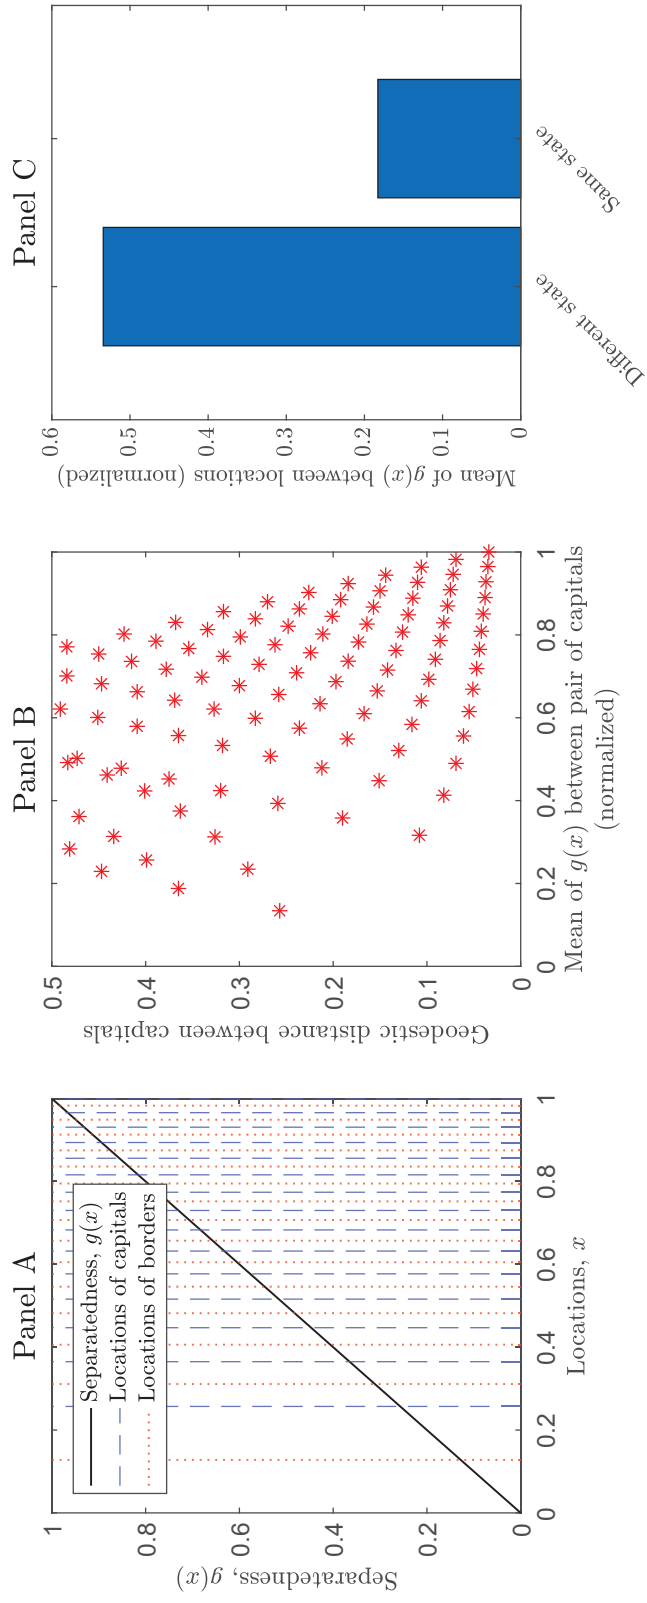 Panel A
Separatedness, g(x)
1
0.8
0.6
0.4
0.2
0
Separatedness, g(x)
Locations of capitals
Locations of borders
0
0.2
0.4
0.6
0.8
1
Locations, x
Panel B
Geodestic distance between capitals
0.5
0.4
0.3
0.2
0.1
0
0
0.2
0.4
0.6
0.8
1
Mean of g(x) between pair of capitals
(normalized)
Panel C
Mean of g(x) between locations (normalized)
0.6
0.5
0.4
0.3
0.2
0.1
0
Different state
Same state